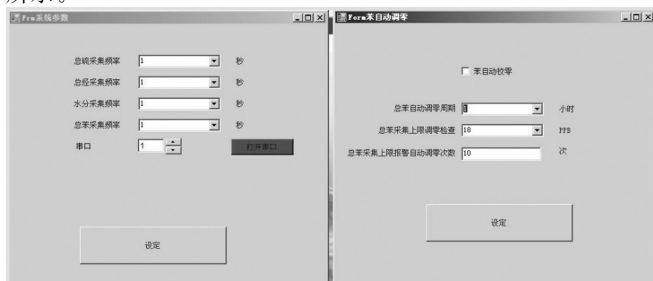 所示。
Frm系统参数
总硫采集频率 1 秒
总烃采集频率 1 秒
水分采集频率 1 秒
总苯采集频率 1 秒
串口 1 打开串口
设定
Form苯自动调零
苯自动校零
总苯自动调零周期 小时
总苯采集上限调零检查 18 PPB
总苯采集上限报警自动调零次数 10 次
设定